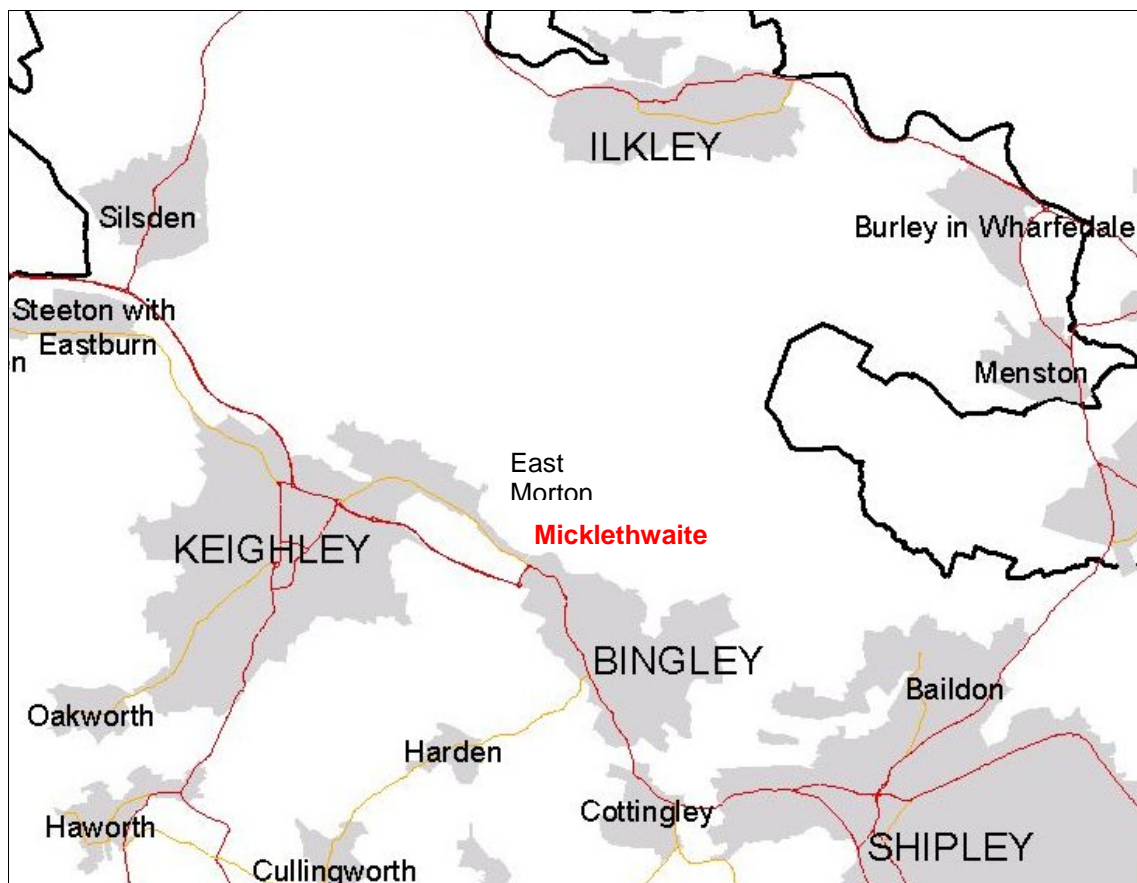 ILKLEY
Silsden
Burley in Wharfedale
Steeton with
Eastburn
en
Menston
East
Morton
Micklethwaite
KEIGHLEY
BINGLEY
Baildon
Oakworth
Harden
Cottingley
Haworth
SHIPLEY
Cullingworth